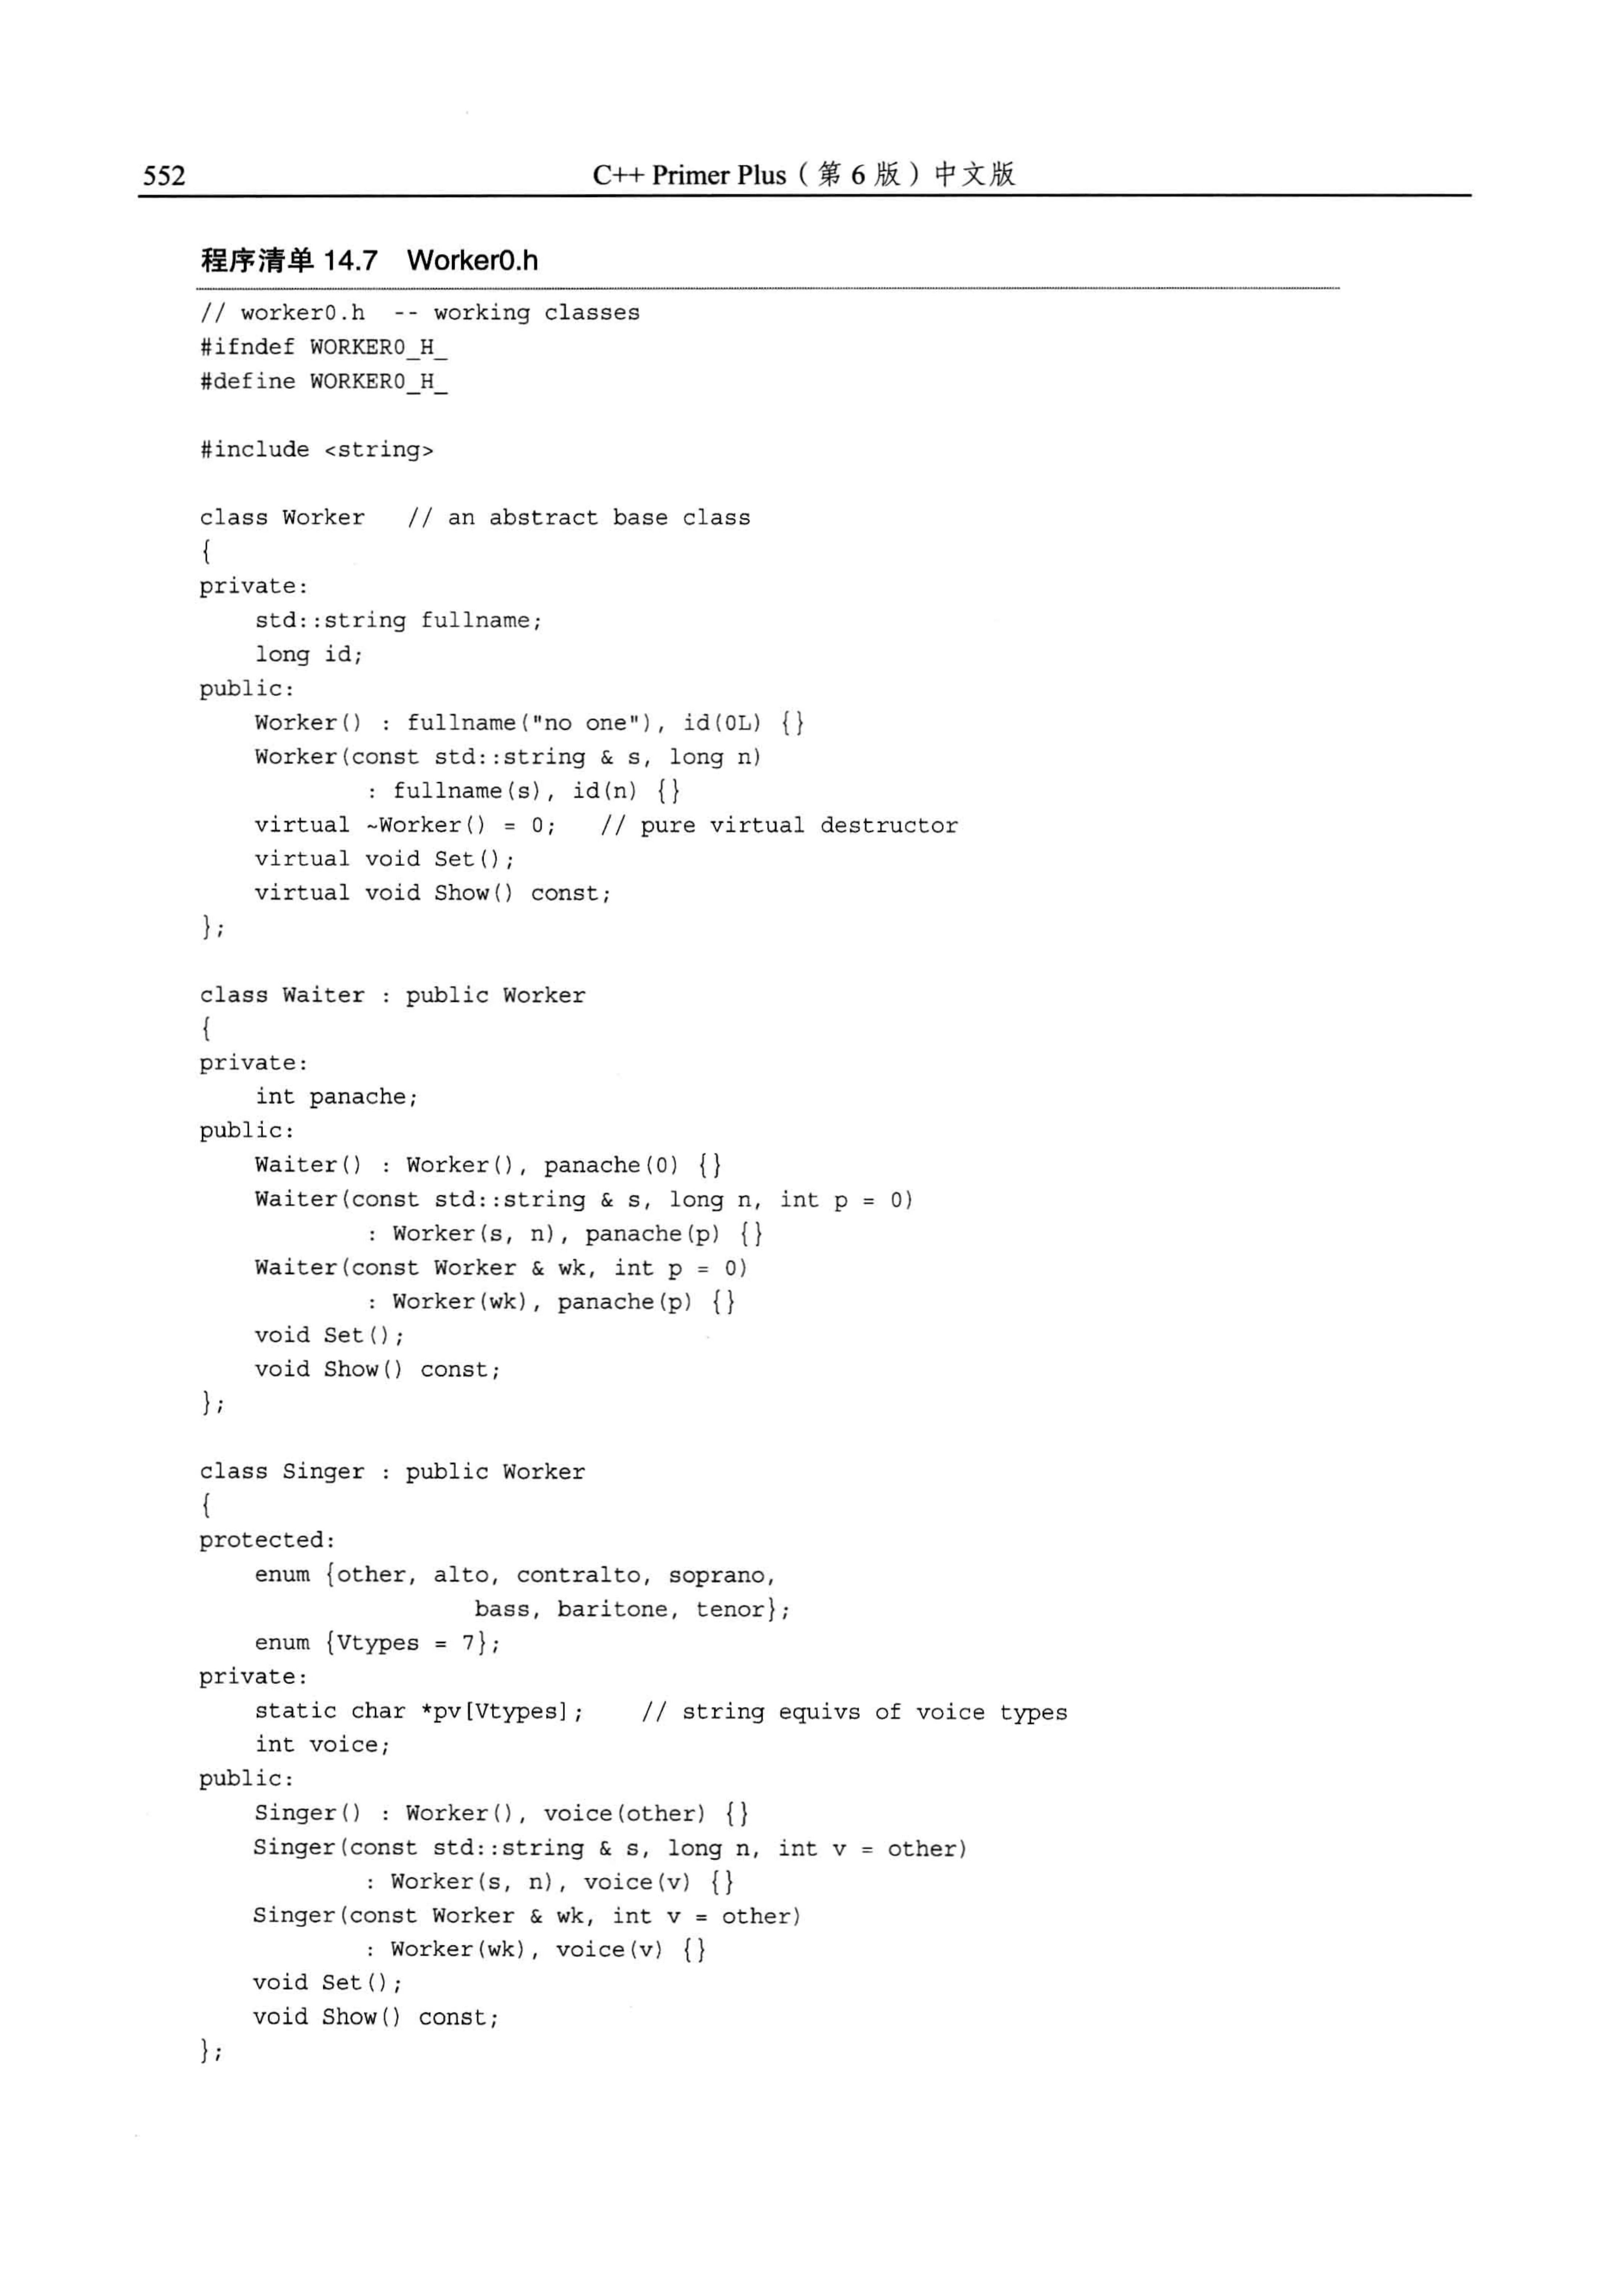 552
C++ Primer Plus（第 6 版）中文版
程序清单 14.7 Worker0.h
// worker0.h -- working classes
#ifndef WORKER0_H_
#define WORKER0_H_
#include <string>
class Worker // an abstract base class
{
private:
std::string fullname;
long id;
public:
Worker() : fullname("no one"), id(0L) {}
Worker(const std::string & s, long n)
: fullname(s), id(n) {}
virtual ~Worker() = 0; // pure virtual destructor
virtual void Set();
virtual void Show() const;
};
class Waiter : public Worker
{
private:
int panache;
public:
Waiter() : Worker(), panache(0) {}
Waiter(const std::string & s, long n, int p = 0)
: Worker(s, n), panache(p) {}
Waiter(const Worker & wk, int p = 0)
: Worker(wk), panache(p) {}
void Set();
void Show() const;
};
class Singer : public Worker
{
protected:
enum {other, alto, contralto, soprano,
bass, baritone, tenor};
enum {Vtypes = 7};
private:
static char *pv[Vtypes]; // string equivs of voice types
int voice;
public:
Singer() : Worker(), voice(other) {}
Singer(const std::string & s, long n, int v = other)
: Worker(s, n), voice(v) {}
Singer(const Worker & wk, int v = other)
: Worker(wk), voice(v) {}
void Set();
void Show() const;
};